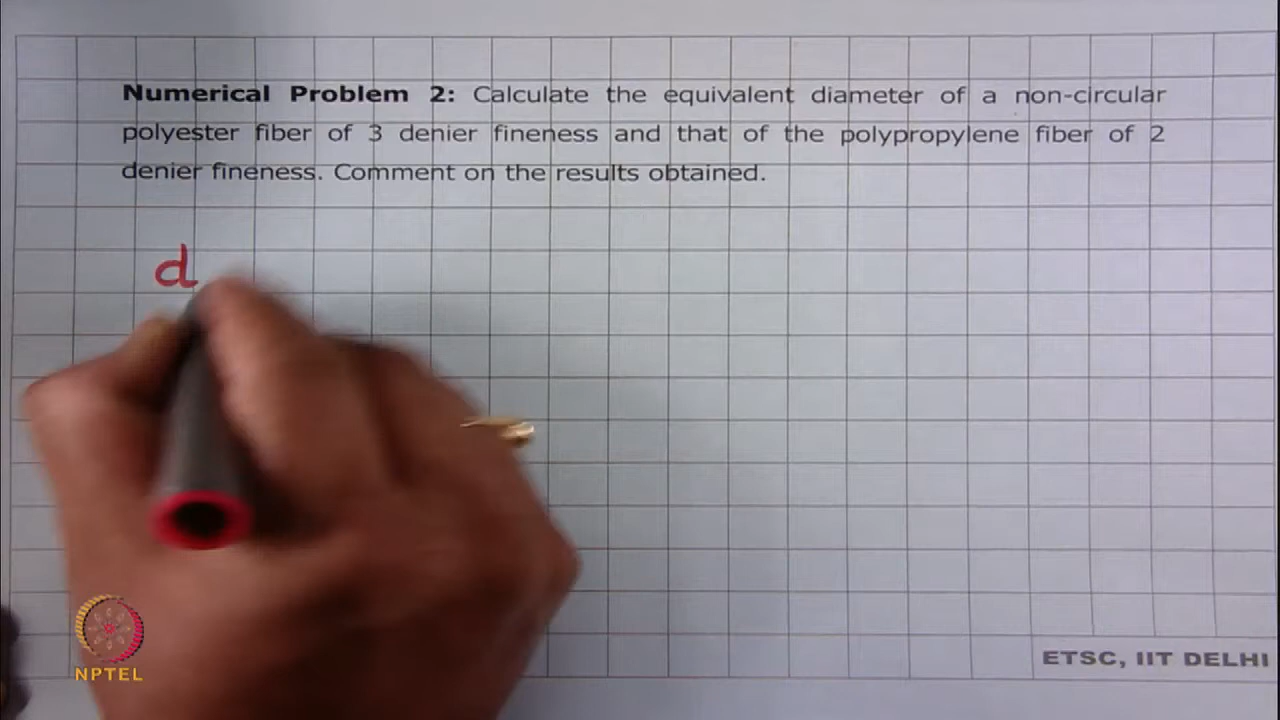 Numerical Problem 2: Calculate the equivalent diameter of a non-circular
polyester fiber of 3 denier fineness and that of the polypropylene fiber of 2
denier fineness. Comment on the results obtained.
d
NPTEL
ETSC, IIT DELHI